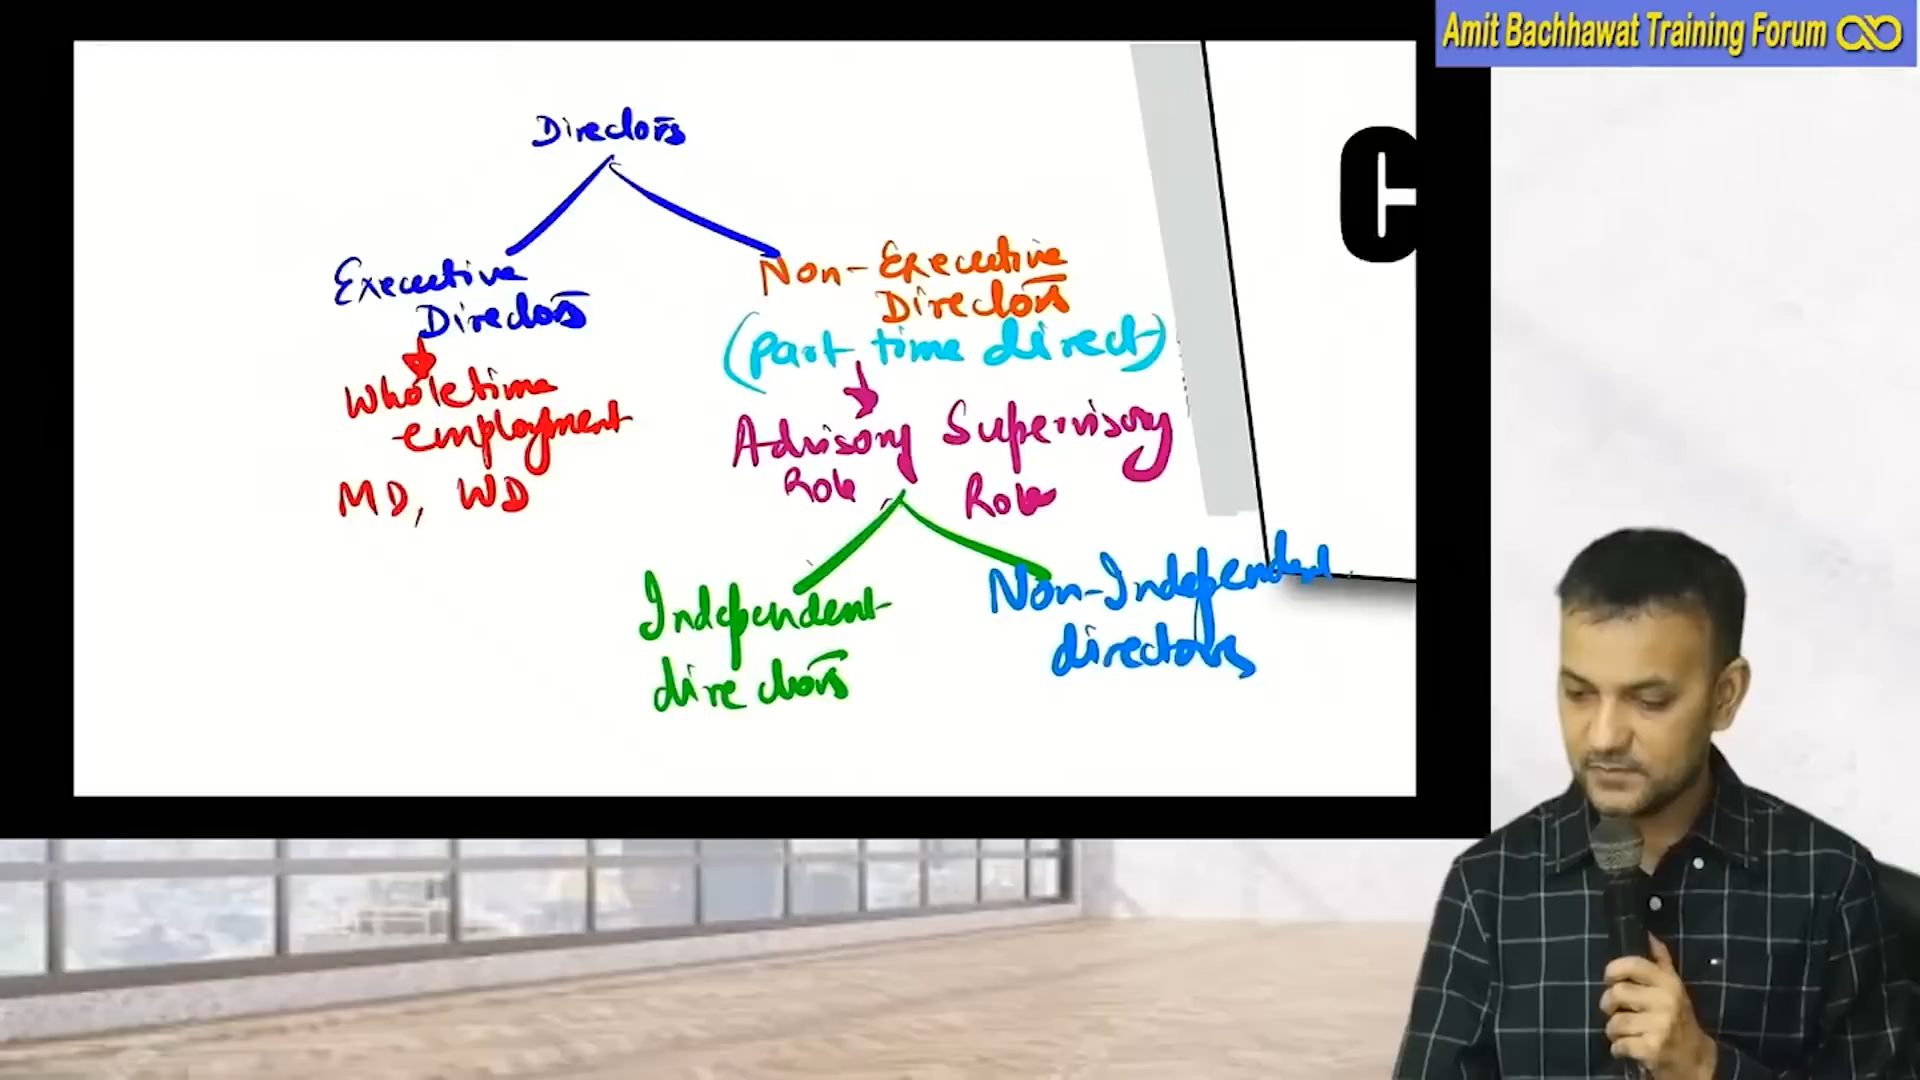 Amit Bachhawat Training Forum
Directors
Executive
Directors
Non-Executive
Directors
(part time direct)
Wholetime
employment
MD, WD
Advisory Supervisory
Role Role
Independent
directors
Non-Independent
directors
C